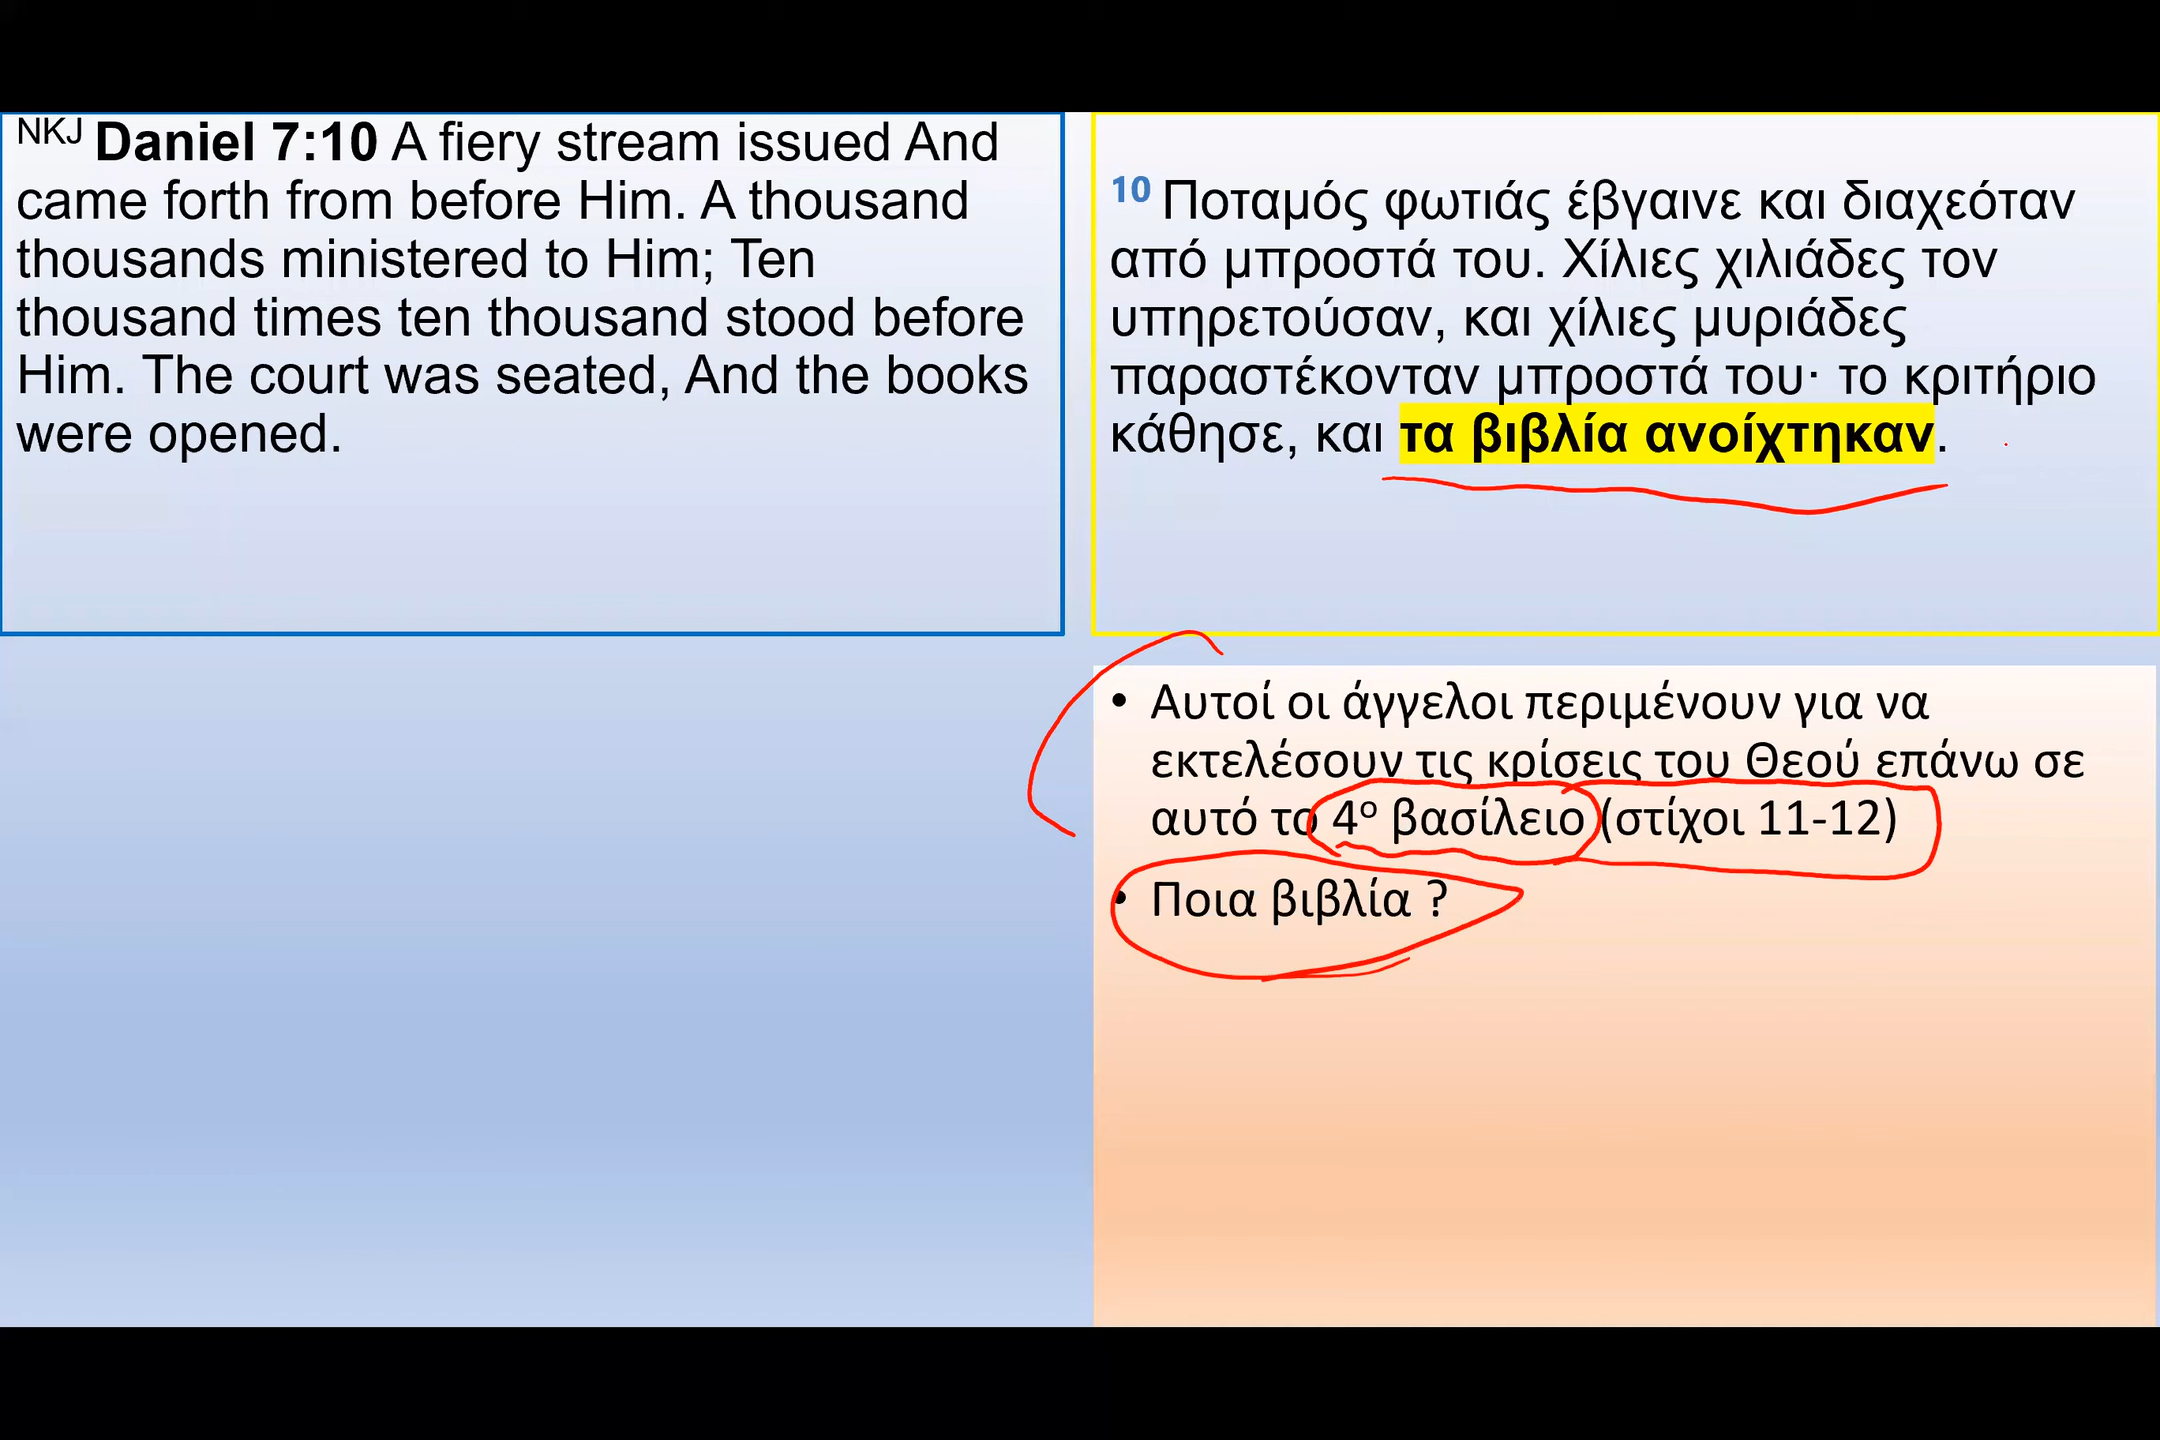 NKJ Daniel 7:10 A fiery stream issued And
came forth from before Him. A thousand
thousands ministered to Him; Ten
thousand times ten thousand stood before
Him. The court was seated, And the books
were opened.
10 Ποταμός φωτιάς έβγαινε και διαχεόταν
από μπροστά του. Χίλιες χιλιάδες τον
υπηρετούσαν, και χίλιες μυριάδες
παραστέκονταν μπροστά του· το κριτήριο
κάθησε, και τα βιβλία ανοίχτηκαν.
• Αυτοί οι άγγελοι περιμένουν για να
εκτελέσουν τις κρίσεις του Θεού επάνω σε
αυτό το 4ο βασίλειο (στίχοι 11-12)
• Ποια βιβλία ?